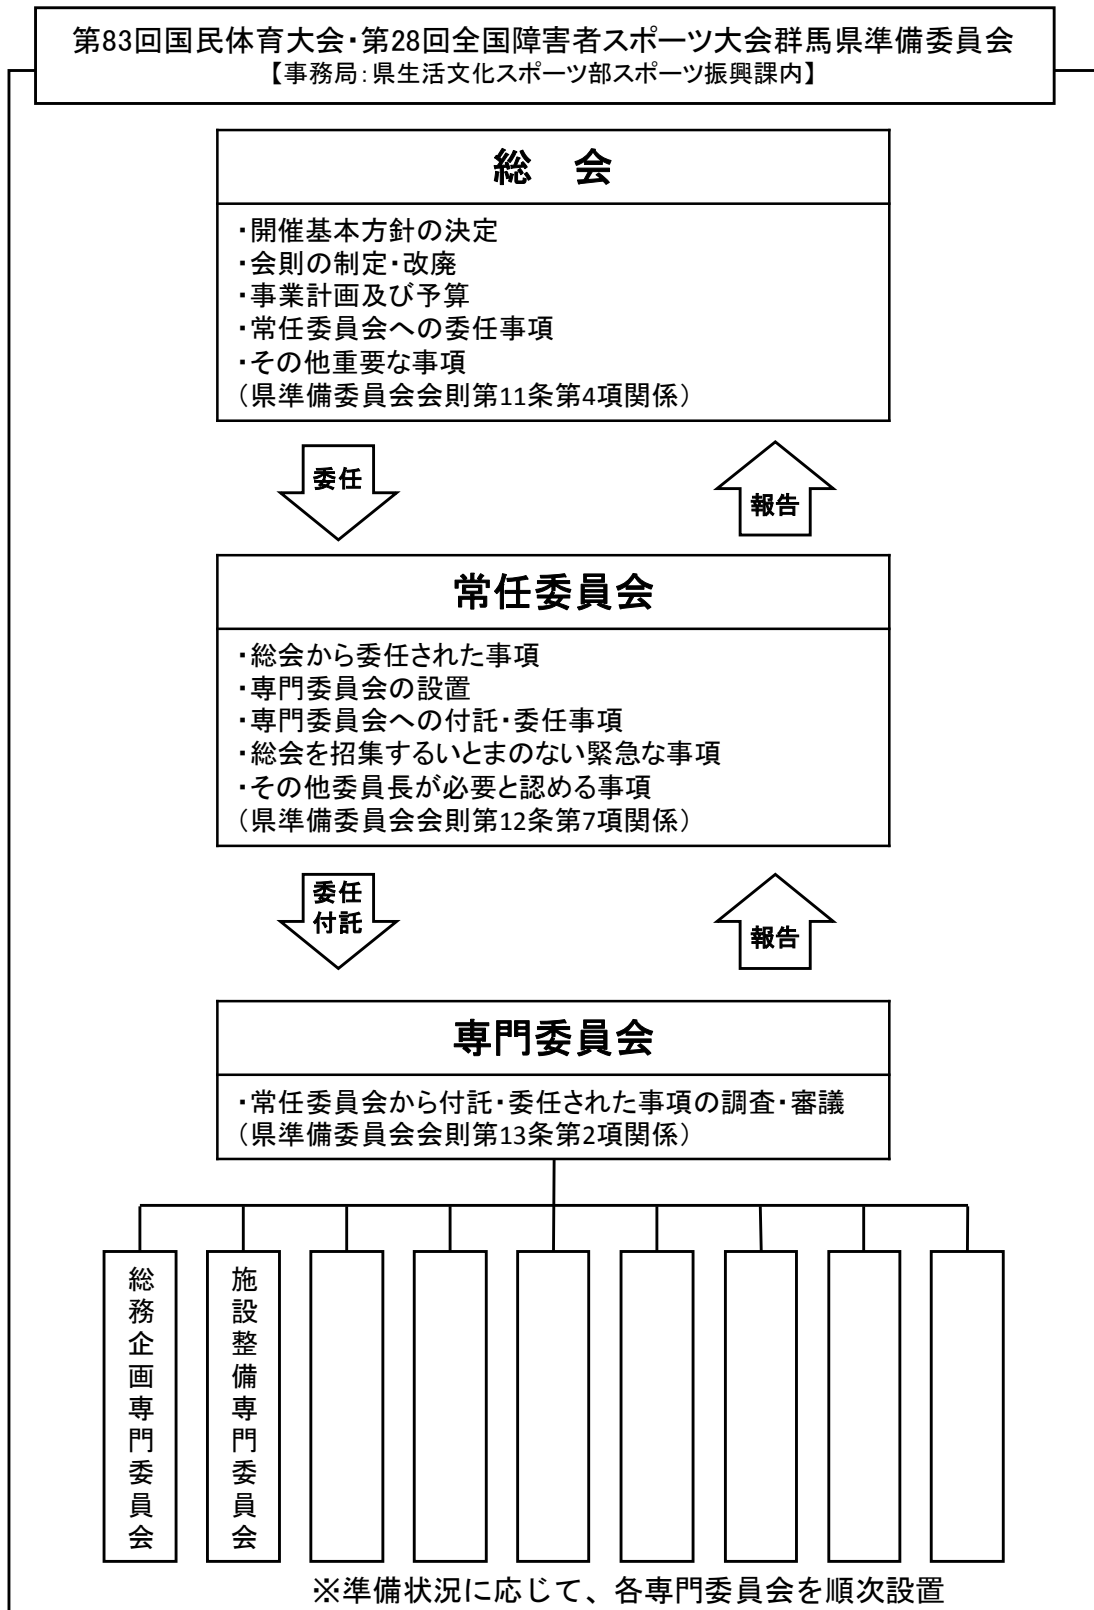 第83回国民体育大会・第28回全国障害者スポーツ大会群馬県準備委員会
【事務局：県生活文化スポーツ部スポーツ振興課内】
総　会
・開催基本方針の決定
・会則の制定・改廃
・事業計画及び予算
・常任委員会への委任事項
・その他重要な事項
（県準備委員会会則第11条第4項関係）
委任
報告
常任委員会
・総会から委任された事項
・専門委員会の設置
・専門委員会への付託・委任事項
・総会を招集するいとまのない緊急な事項
・その他委員長が必要と認める事項
（県準備委員会会則第12条第7項関係）
委任
付託
報告
専門委員会
・常任委員会から付託・委任された事項の調査・審議
（県準備委員会会則第13条第2項関係）
総務企画専門委員会
施設整備専門委員会
※準備状況に応じて、各専門委員会を順次設置